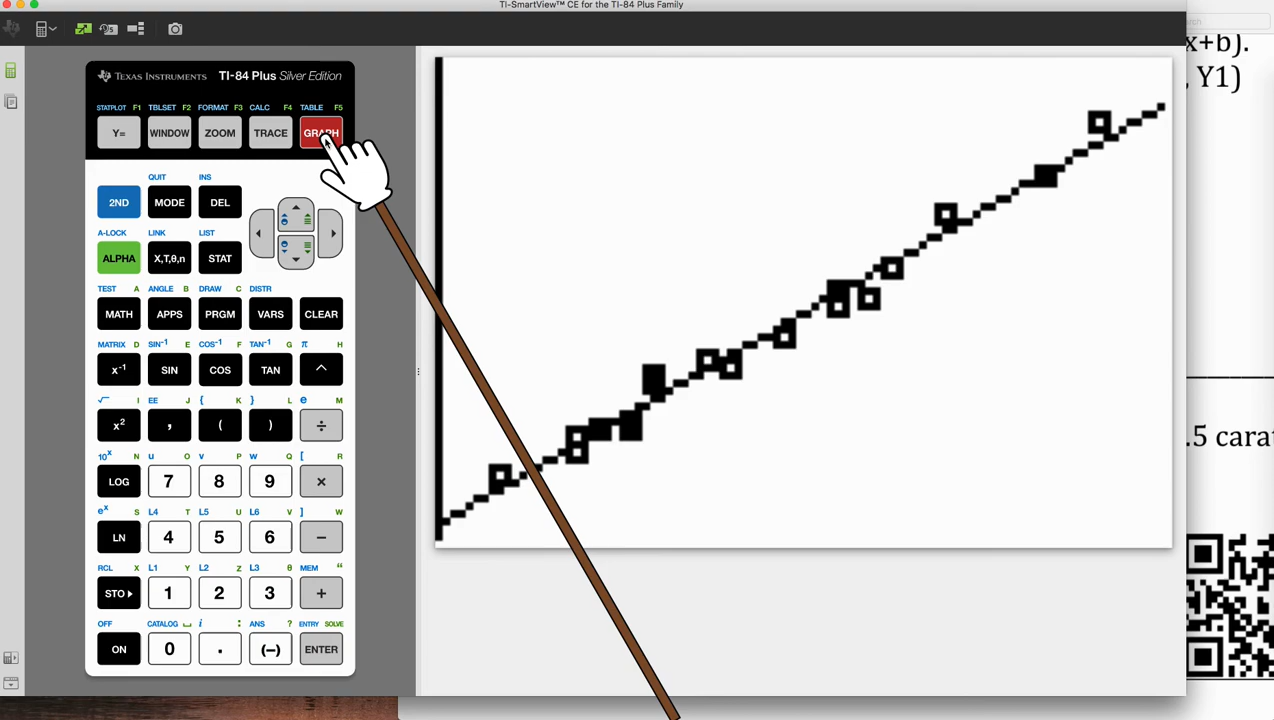 TI-SmartView™ CE for the TI-84 Plus Family
TEXAS INSTRUMENTS TI-84 Plus Silver Edition
STATPLOT F1 TBLSET F2 FORMAT F3 CALC F4 TABLE F5
Y= WINDOW ZOOM TRACE GRAPH
QUIT INS
2ND MODE DEL
A-LOCK LINK LIST
ALPHA X,T,θ,n STAT
TEST A ANGLE B DRAW C DISTR
MATH APPS PRGM VARS CLEAR
MATRIX D SIN⁻¹ E COS⁻¹ F TAN⁻¹ G π H
x⁻¹ SIN COS TAN ^
√ I EE J { K } L e M
x² , ( ) ÷
10ˣ N u O v P w Q [ R
LOG 7 8 9 ×
eˣ S L4 T L5 U L6 V ] W
LN 4 5 6 −
RCL X L1 Y L2 Z L3 θ MEM “
STO▸ 1 2 3 +
OFF CATALOG ␣ i : ANS ? ENTRY SOLVE
ON 0 . (−) ENTER
x+b).
, Y1)
.5 carat